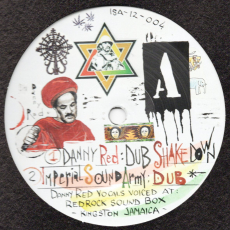 ISA-12-004
A
1 DANNY RED: DUB SHAKEDOWN
2 IMPERIAL SOUND ARMY: DUB *
DANNY RED VOCALS VOICED AT:
REDROCK SOUND BOX
- KINGSTON JAMAICA -